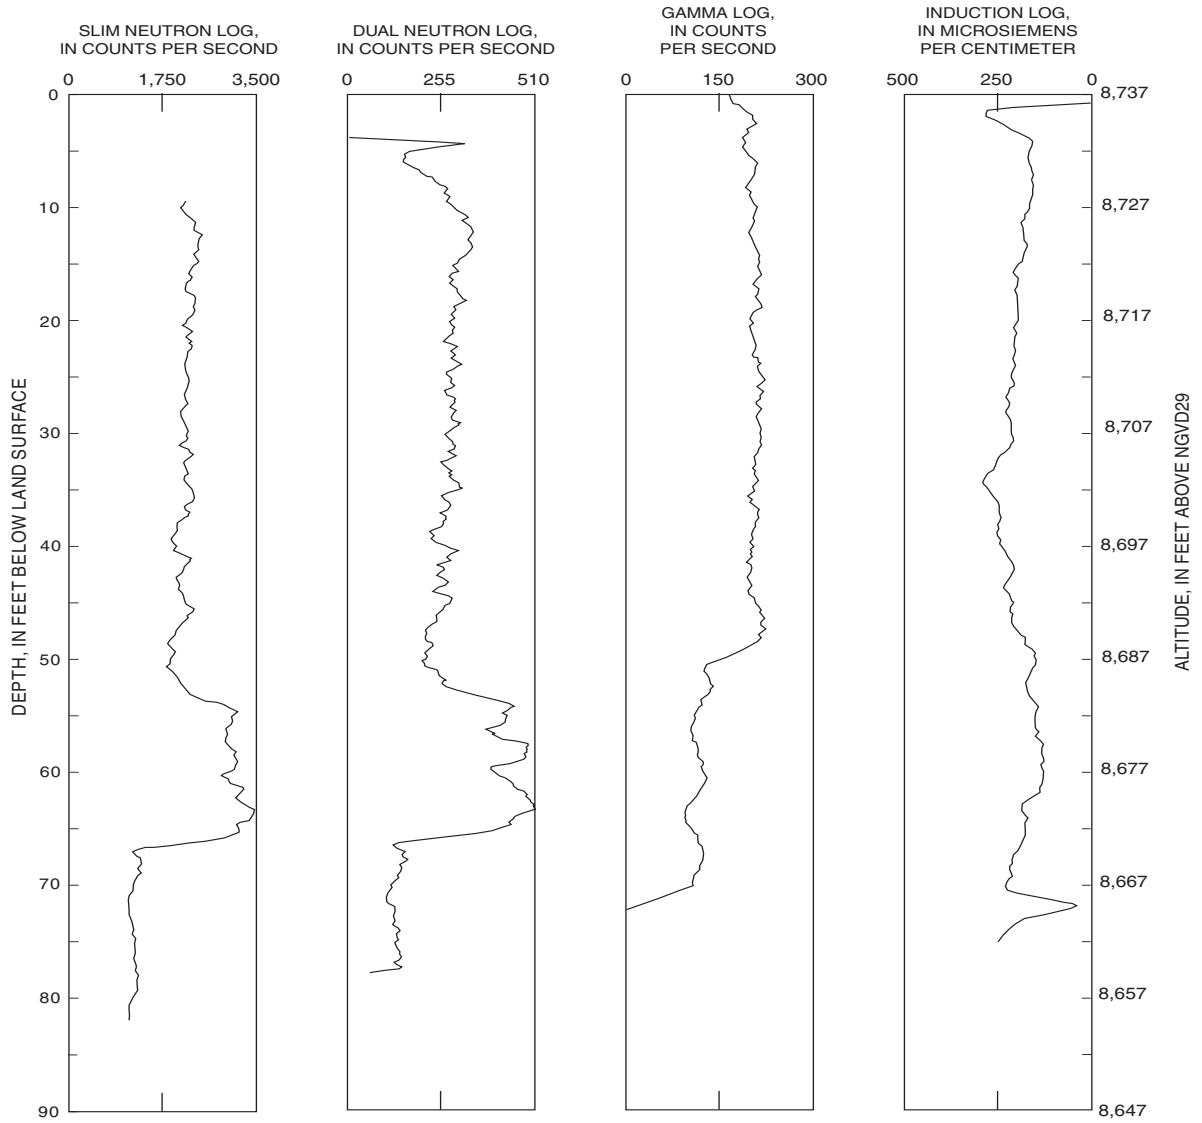 SLIM NEUTRON LOG,
IN COUNTS PER SECOND
0 1,750 3,500
DUAL NEUTRON LOG,
IN COUNTS PER SECOND
0 255 510
GAMMA LOG,
IN COUNTS
PER SECOND
0 150 300
INDUCTION LOG,
IN MICROSIEMENS
PER CENTIMETER
500 250 0
DEPTH, IN FEET BELOW LAND SURFACE
0
10
20
30
40
50
60
70
80
90
8,737
8,727
8,717
8,707
8,697
8,687
8,677
8,667
8,657
8,647
ALTITUDE, IN FEET ABOVE NGVD29